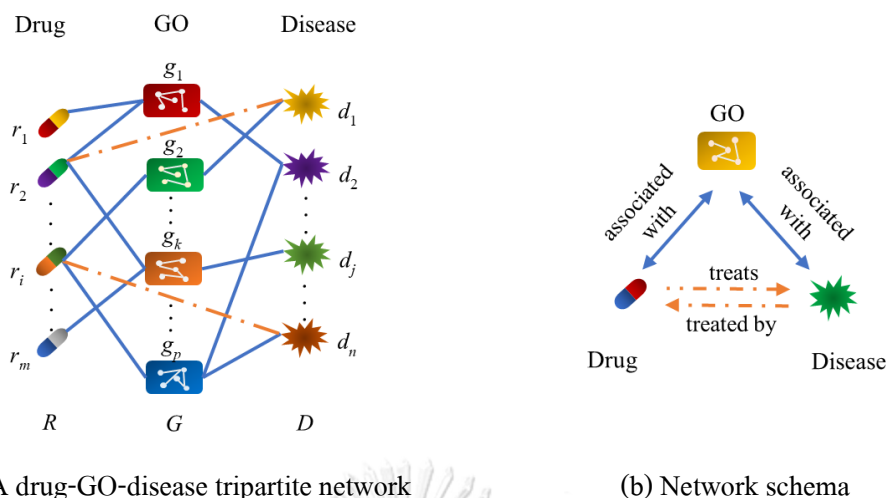 Drug GO Disease
g1
r1 d1
g2
r2 d2
gk
ri dj
gp
rm dn
R G D
A drug-GO-disease tripartite network
GO
associated with
associated with
treats
treated by
Drug Disease
(b) Network schema